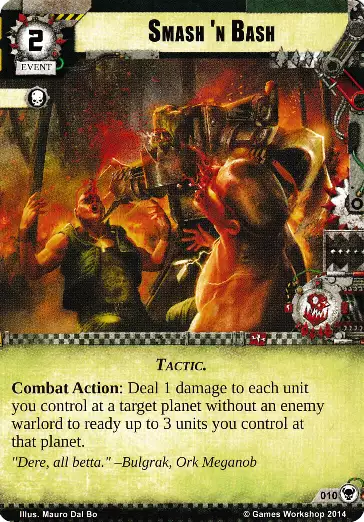 Smash 'n Bash
2
EVENT
Tactic.
Combat Action: Deal 1 damage to each unit
you control at a target planet without an enemy
warlord to ready up to 3 units you control at
that planet.
"Dere, all betta." –Bulgrak, Ork Meganob
010
Illus. Mauro Dal Bo
© Games Workshop 2014